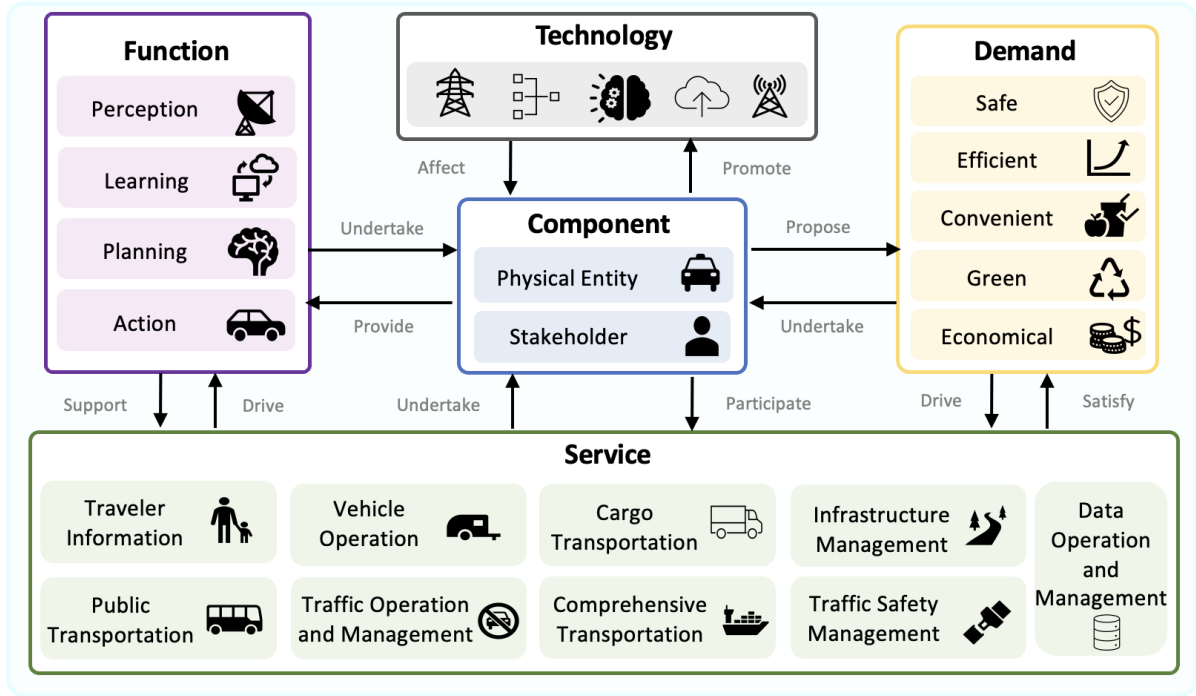 Function
Perception
Learning
Planning
Action
Technology
Affect
Promote
Demand
Safe
Efficient
Convenient
Green
Economical
Undertake
Provide
Component
Physical Entity
Stakeholder
Propose
Undertake
Support
Drive
Undertake
Participate
Drive
Satisfy
Service
Traveler
Information
Vehicle
Operation
Cargo
Transportation
Infrastructure
Management
Data
Operation
and
Management
Public
Transportation
Traffic Operation
and Management
Comprehensive
Transportation
Traffic Safety
Management